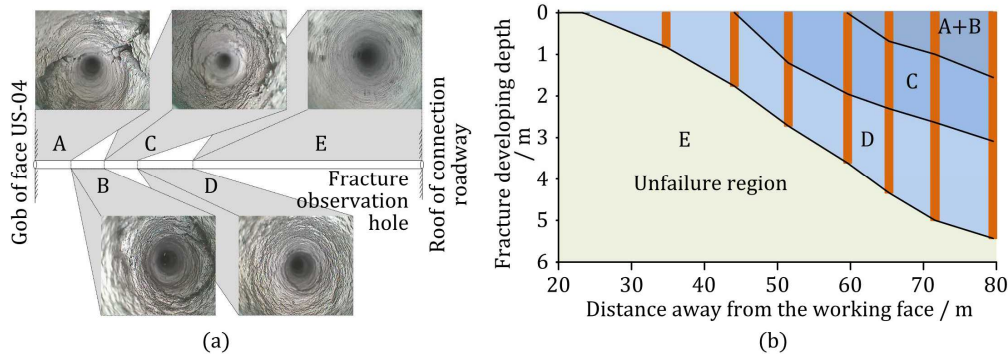 (a)
Gob of face US-04
A
C
E
B
D
Fracture
observation
hole
Roof of connection
roadway
(b)
Fracture developing depth
/ m
0
1
2
3
4
5
6
A+B
C
D
E
Unfailure region
20
30
40
50
60
70
80
Distance away from the working face / m
(a)
(b)